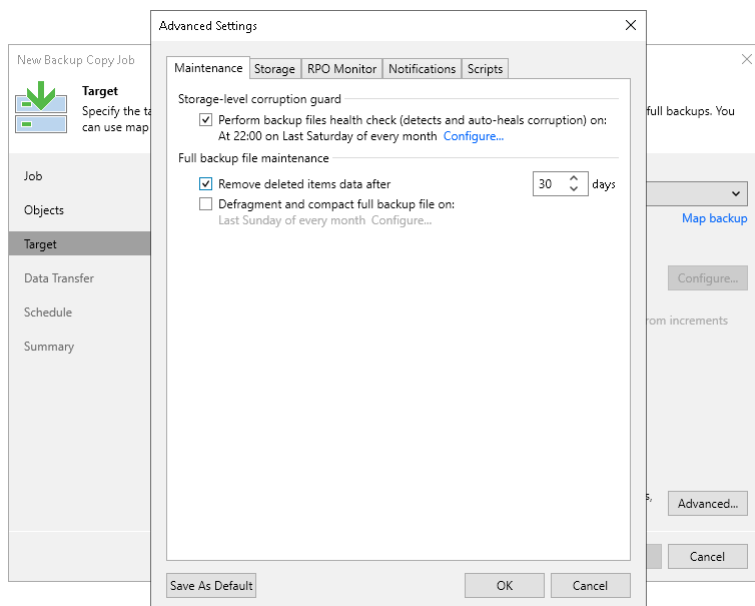 Advanced Settings
New Backup Copy Job
Target
Specify the
can use map
full backups. You
Job
Objects
Target
Data Transfer
Schedule
Summary
Maintenance Storage RPO Monitor Notifications Scripts
Storage-level corruption guard
Perform backup files health check (detects and auto-heals corruption) on:
At 22:00 on Last Saturday of every month Configure...
Full backup file maintenance
Remove deleted items data after 30 days
Defragment and compact full backup file on:
Last Sunday of every month Configure...
Map backup
Configure...
from increments
Advanced...
Save As Default OK Cancel
Cancel